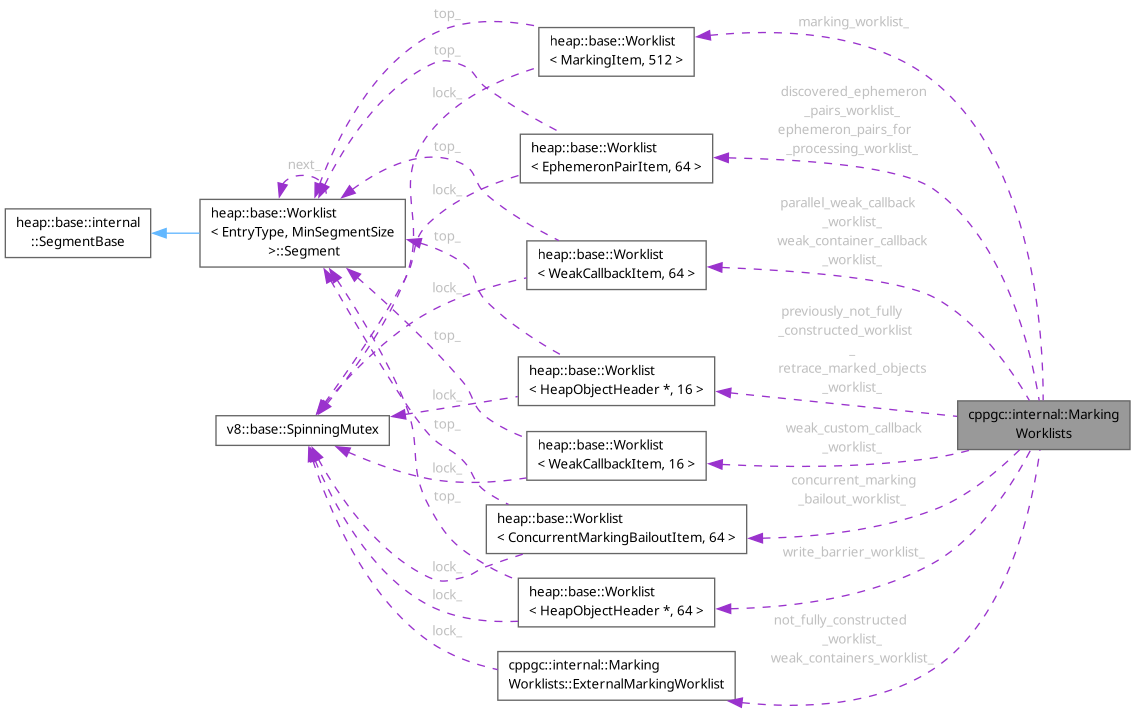 top_
heap::base::Worklist
< MarkingItem, 512 >
marking_worklist_
top_
lock_
discovered_ephemeron
_pairs_worklist_
ephemeron_pairs_for
_processing_worklist_
heap::base::Worklist
< EphemeronPairItem, 64 >
top_
next_
lock_
heap::base::internal
::SegmentBase
heap::base::Worklist
< EntryType, MinSegmentSize
>::Segment
parallel_weak_callback
_worklist_
weak_container_callback
_worklist_
top_
heap::base::Worklist
< WeakCallbackItem, 64 >
lock_
previously_not_fully
_constructed_worklist
_
retrace_marked_objects
_worklist_
top_
heap::base::Worklist
< HeapObjectHeader *, 16 >
lock_
v8::base::SpinningMutex
top_
cppgc::internal::Marking
Worklists
weak_custom_callback
_worklist_
heap::base::Worklist
< WeakCallbackItem, 16 >
lock_
concurrent_marking
_bailout_worklist_
top_
heap::base::Worklist
< ConcurrentMarkingBailoutItem, 64 >
write_barrier_worklist_
lock_
heap::base::Worklist
< HeapObjectHeader *, 64 >
lock_
not_fully_constructed
_worklist_
weak_containers_worklist_
lock_
cppgc::internal::Marking
Worklists::ExternalMarkingWorklist